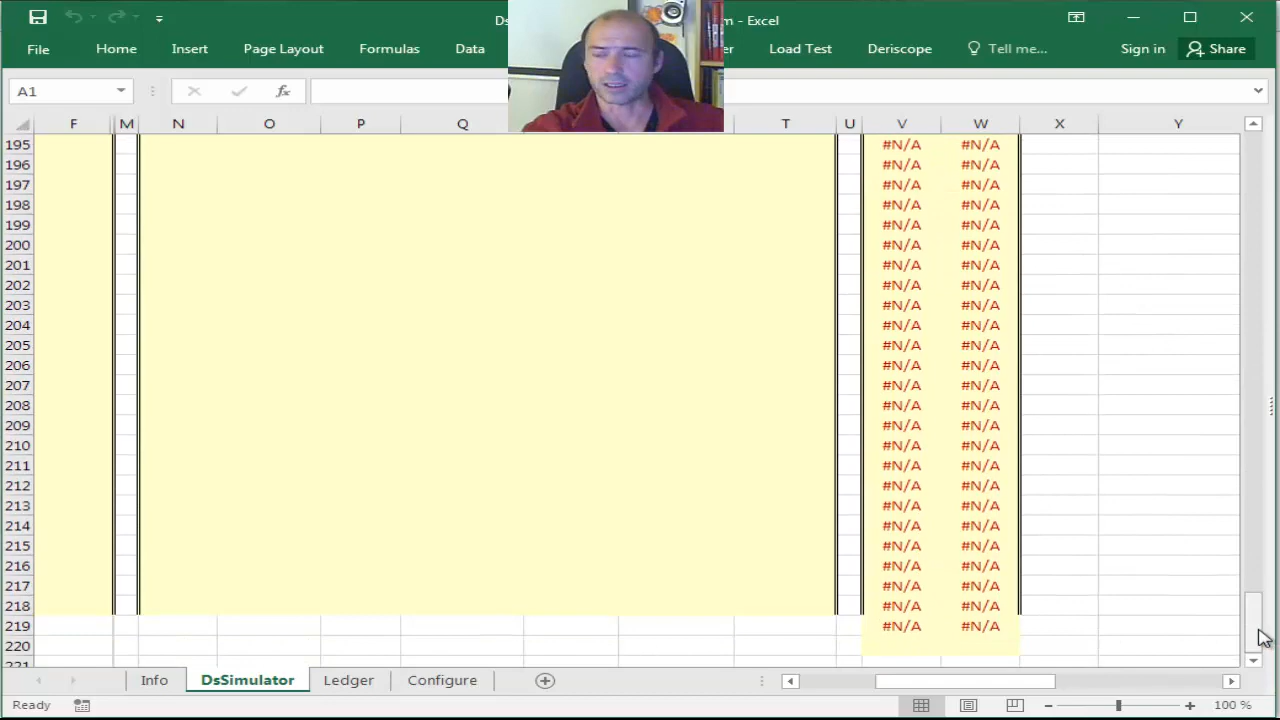 Ds
m - Excel
File Home Insert Page Layout Formulas Data
er Load Test Deriscope Tell me... Sign in Share
A1
F M N O P Q T U V W X Y
195 #N/A #N/A
196 #N/A #N/A
197 #N/A #N/A
198 #N/A #N/A
199 #N/A #N/A
200 #N/A #N/A
201 #N/A #N/A
202 #N/A #N/A
203 #N/A #N/A
204 #N/A #N/A
205 #N/A #N/A
206 #N/A #N/A
207 #N/A #N/A
208 #N/A #N/A
209 #N/A #N/A
210 #N/A #N/A
211 #N/A #N/A
212 #N/A #N/A
213 #N/A #N/A
214 #N/A #N/A
215 #N/A #N/A
216 #N/A #N/A
217 #N/A #N/A
218 #N/A #N/A
219 #N/A #N/A
220
221
Info DsSimulator Ledger Configure
Ready 100 %